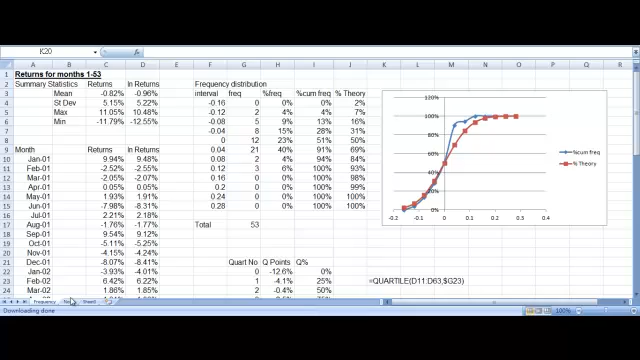 K20
fx
A B C D E F G H I J K L M N O P Q R
1 Returns for months 1-53
2 Summary Statistics Returns ln Returns Frequency distribution
3 Mean -0.82% -0.96% interval freq %freq %cum freq % Theory
4 St Dev 5.15% 5.22% -0.16 0 0% 0% 2%
5 Max 11.05% 10.48% -0.12 2 4% 4% 7%
6 Min -11.79% -12.55% -0.08 5 9% 13% 16%
7 -0.04 8 15% 28% 31%
8 0 12 23% 51% 50%
9 Month Returns ln Returns 0.04 21 40% 91% 69%
10 Jan-01 9.94% 9.48% 0.08 2 4% 94% 84%
11 Feb-01 -2.52% -2.55% 0.12 3 6% 100% 93%
12 Mar-01 -2.05% -2.07% 0.16 0 0% 100% 98%
13 Apr-01 0.05% 0.05% 0.2 0 0% 100% 99%
14 May-01 1.93% 1.91% 0.24 0 0% 100% 100%
15 Jun-01 -7.98% -8.31% 0.28 0 0% 100% 100%
16 Jul-01 2.21% 2.18%
17 Aug-01 -1.76% -1.77% Total 53
18 Sep-01 9.54% 9.12%
19 Oct-01 -5.11% -5.25%
20 Nov-01 -4.15% -4.24%
21 Dec-01 -8.07% -8.41% Quart No Q Points Q%
22 Jan-02 -3.93% -4.01% 0 -12.6% 0%
23 Feb-02 6.42% 6.22% 1 -4.1% 25% =QUARTILE(D11:D63,$G23)
24 Mar-02 1.86% 1.85% 2 -0.4% 50%
120%
100%
80%
60%
40%
20%
0%
-0.2 -0.1 0 0.1 0.2 0.3 0.4
%cum freq
% Theory
Frequency Sheet3
Downloading done 100%